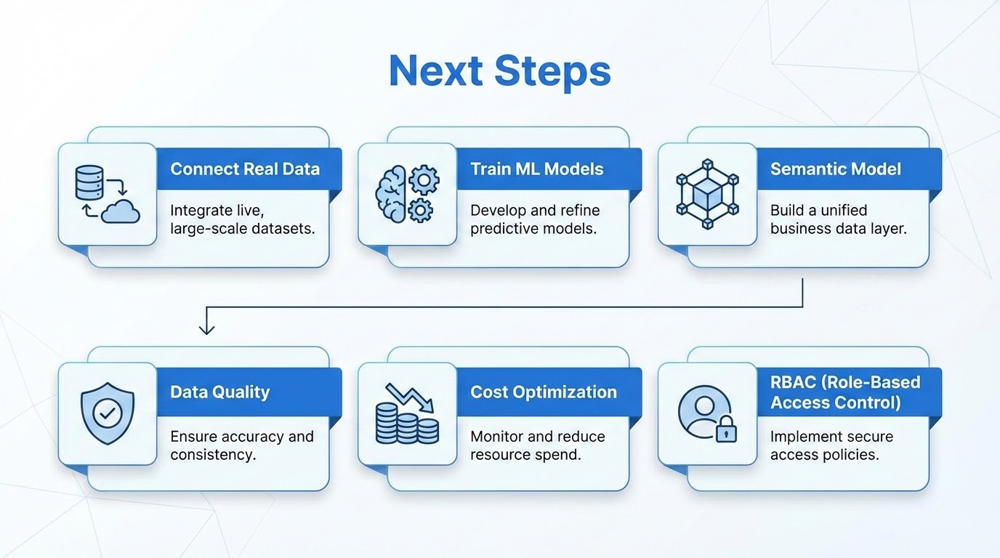 Next Steps
Connect Real Data
Integrate live,
large-scale datasets.
Train ML Models
Develop and refine
predictive models.
Semantic Model
Build a unified
business data layer.
Data Quality
Ensure accuracy and
consistency.
Cost Optimization
Monitor and reduce
resource spend.
RBAC (Role-Based
Access Control)
Implement secure
access policies.